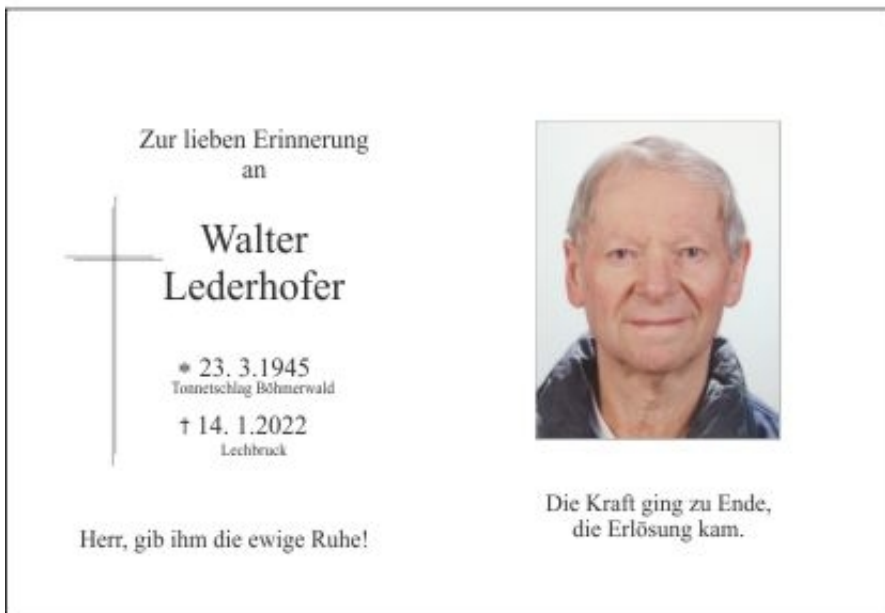 Zur lieben Erinnerung
an
Walter
Lederhofer
* 23. 3.1945
Tonnetschlag Böhmerwald
† 14. 1.2022
Lechbruck
Herr, gib ihm die ewige Ruhe!
Die Kraft ging zu Ende,
die Erlösung kam.